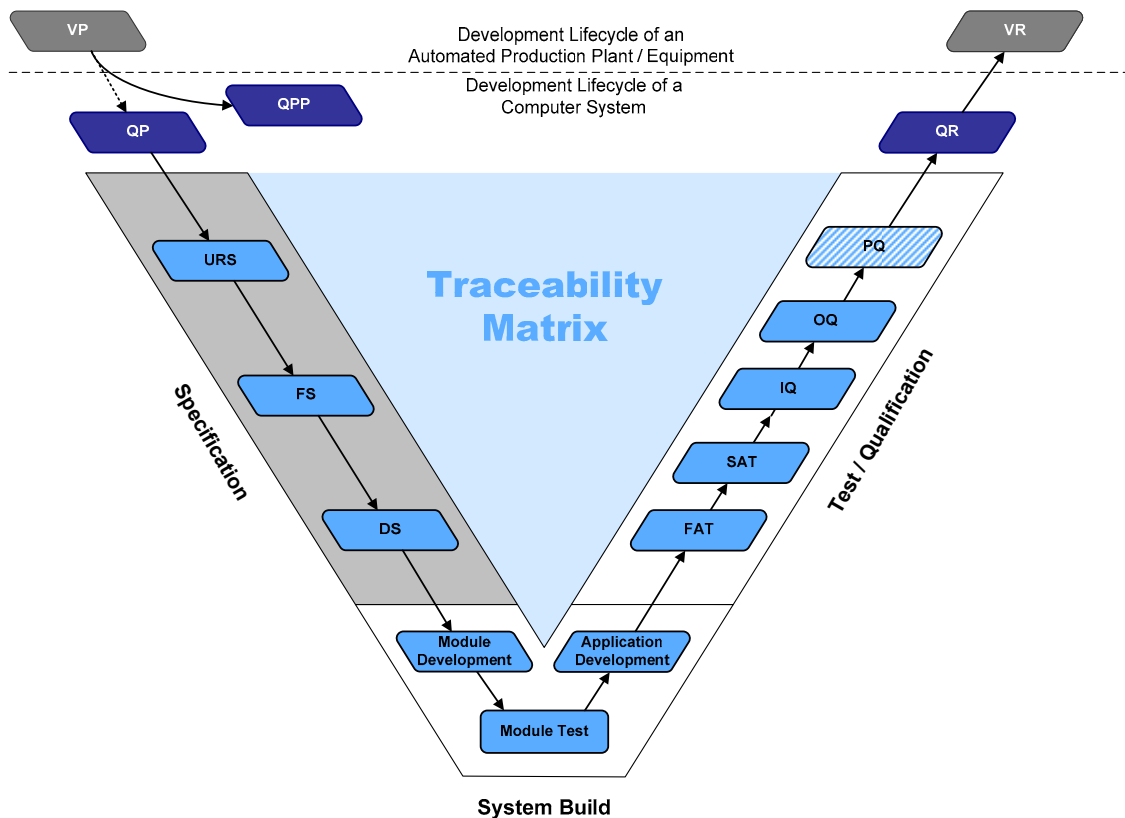 VP
Development Lifecycle of an
Automated Production Plant / Equipment
VR
Development Lifecycle of a
Computer System
QPP
QP
QR
URS
PQ
Traceability
Matrix
OQ
FS
IQ
Specification
Test / Qualification
SAT
DS
FAT
Module
Development
Application
Development
Module Test
System Build